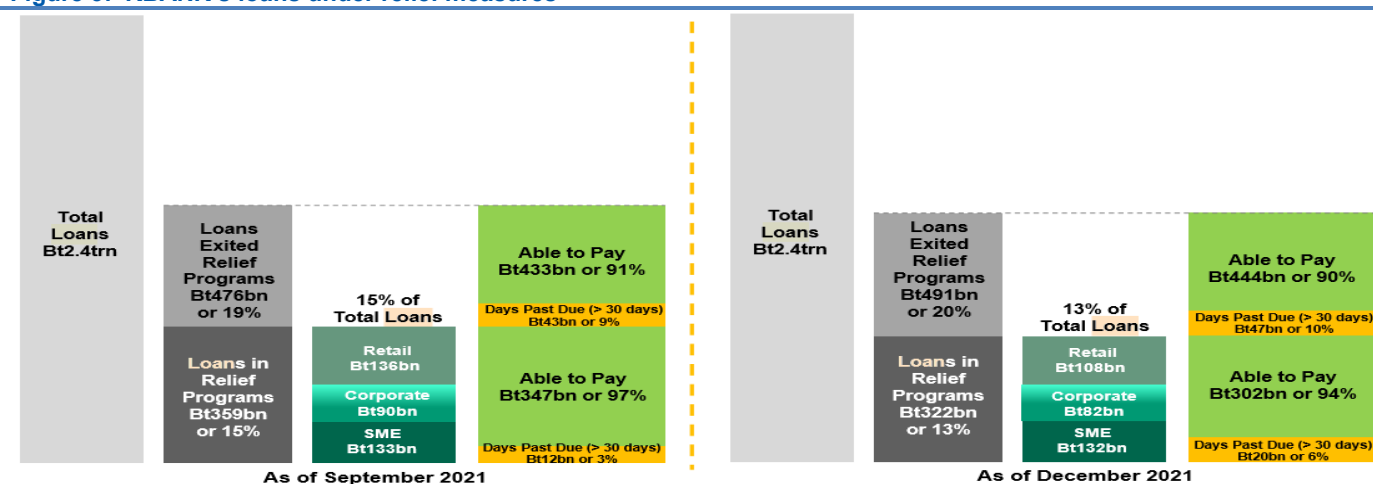 Total
Loans
Bt2.4trn
Loans
Exited
Relief
Programs
Bt476bn
or 19%
Loans in
Relief
Programs
Bt359bn
or 15%
15% of
Total Loans
Retail
Bt136bn
Corporate
Bt90bn
SME
Bt133bn
Able to Pay
Bt433bn or 91%
Days Past Due (> 30 days)
Bt43bn or 9%
Able to Pay
Bt347bn or 97%
Days Past Due (> 30 days)
Bt12bn or 3%
As of September 2021
Total
Loans
Bt2.4trn
Loans
Exited
Relief
Programs
Bt491bn
or 20%
Loans in
Relief
Programs
Bt322bn
or 13%
13% of
Total Loans
Retail
Bt108bn
Corporate
Bt82bn
SME
Bt132bn
Able to Pay
Bt444bn or 90%
Days Past Due (> 30 days)
Bt47bn or 10%
Able to Pay
Bt302bn or 94%
Days Past Due (> 30 days)
Bt20bn or 6%
As of December 2021